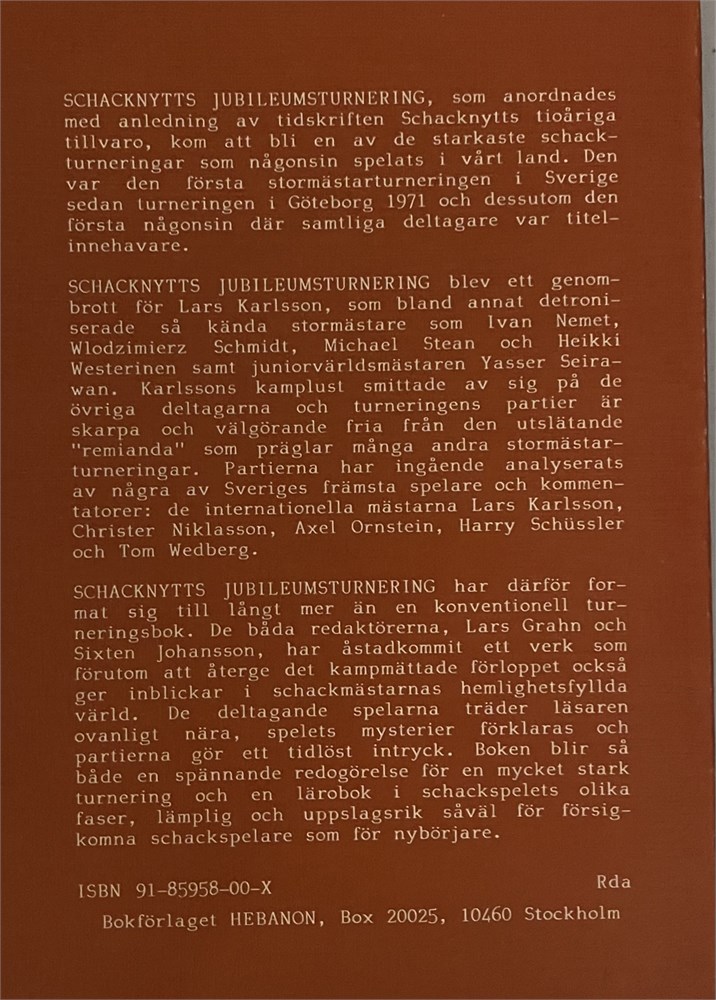 SCHACKNYTTS JUBILEUMSTURNERING, som anordnades
med anledning av tidskriften Schacknytts tioåriga
tillvaro, kom att bli en av de starkaste schack-
turneringar som någonsin spelats i vårt land. Den
var den första stormästarturneringen i Sverige
sedan turneringen i Göteborg 1971 och dessutom den
första någonsin där samtliga deltagare var titel-
innehavare.
SCHACKNYTTS JUBILEUMSTURNERING blev ett genom-
brott för Lars Karlsson, som bland annat detroni-
serade så kända stormästare som Ivan Nemet,
Wlodzimierz Schmidt, Michael Stean och Heikki
Westerinen samt juniorvärldsmästaren Yasser Seira-
wan. Karlssons kamplust smittade av sig på de
övriga deltagarna och turneringens partier är
skarpa och välgörande fria från den utslätande
"remianda" som präglar många andra stormästar-
turneringar. Partierna har ingående analyserats
av några av Sveriges främsta spelare och kommen-
tatorer: de internationella mästarna Lars Karlsson,
Christer Niklasson, Axel Ornstein, Harry Schüssler
och Tom Wedberg.
SCHACKNYTTS JUBILEUMSTURNERING har därför for-
mat sig till långt mer än en konventionell tur-
neringsbok. De båda redaktörerna, Lars Grahn och
Sixten Johansson, har åstadkommit ett verk som
förutom att återge det kampmättade förloppet också
ger inblickar i schackmästarnas hemlighetsfyllda
värld. De deltagande spelarna träder läsaren
ovanligt nära, spelets mysterier förklaras och
partierna gör ett tidlöst intryck. Boken blir så
både en spännande redogörelse för en mycket stark
turnering och en lärobok i schackspelets olika
faser, lämplig och uppslagsrik såväl för försig-
komna schackspelare som för nybörjare.
ISBN 91-85958-00-X Rda
Bokförlaget HEBANON, Box 20025, 10460 Stockholm